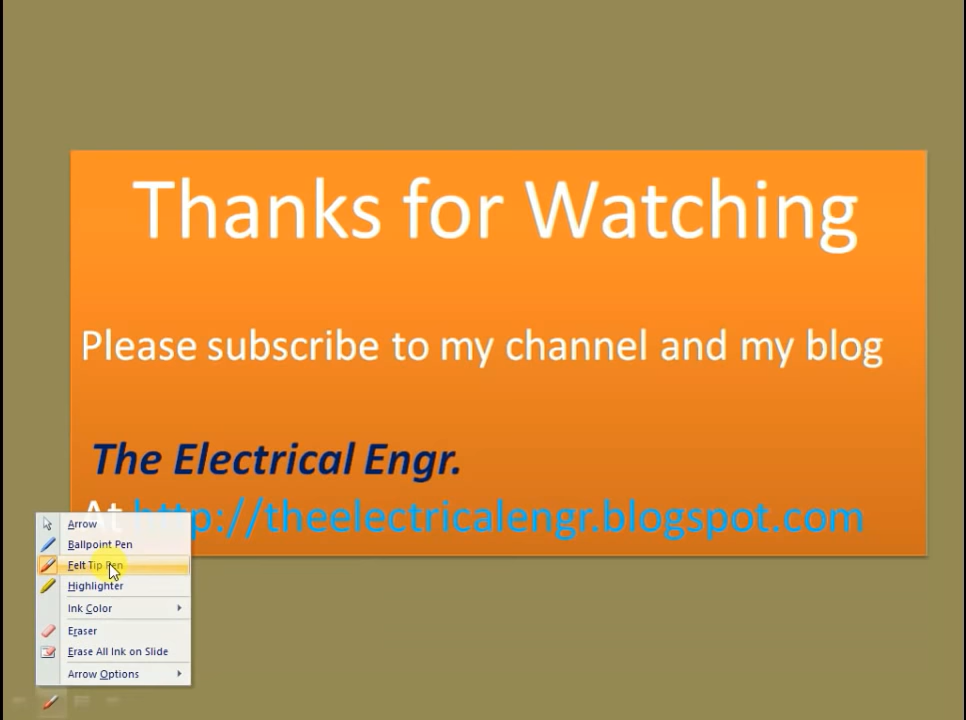 Thanks for Watching
Please subscribe to my channel and my blog
The Electrical Engr.
At http://theelectricalengr.blogspot.com
Arrow
Ballpoint Pen
Felt Tip Pen
Highlighter
Ink Color
Eraser
Erase All Ink on Slide
Arrow Options